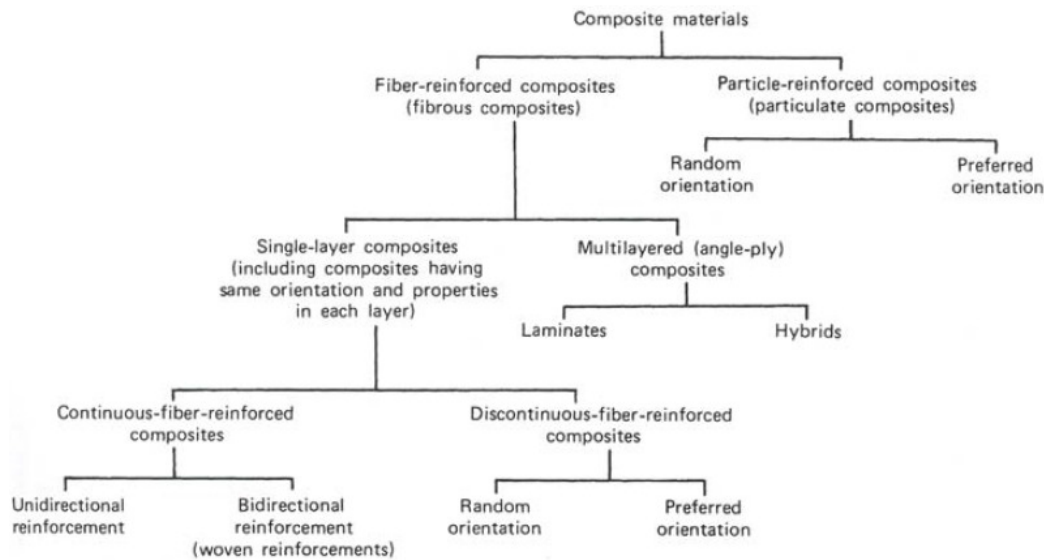 Composite materials
Fiber-reinforced composites
(fibrous composites)
Particle-reinforced composites
(particulate composites)
Random
orientation
Preferred
orientation
Single-layer composites
(including composites having
same orientation and properties
in each layer)
Multilayered (angle-ply)
composites
Laminates
Hybrids
Continuous-fiber-reinforced
composites
Discontinuous-fiber-reinforced
composites
Unidirectional
reinforcement
Bidirectional
reinforcement
(woven reinforcements)
Random
orientation
Preferred
orientation